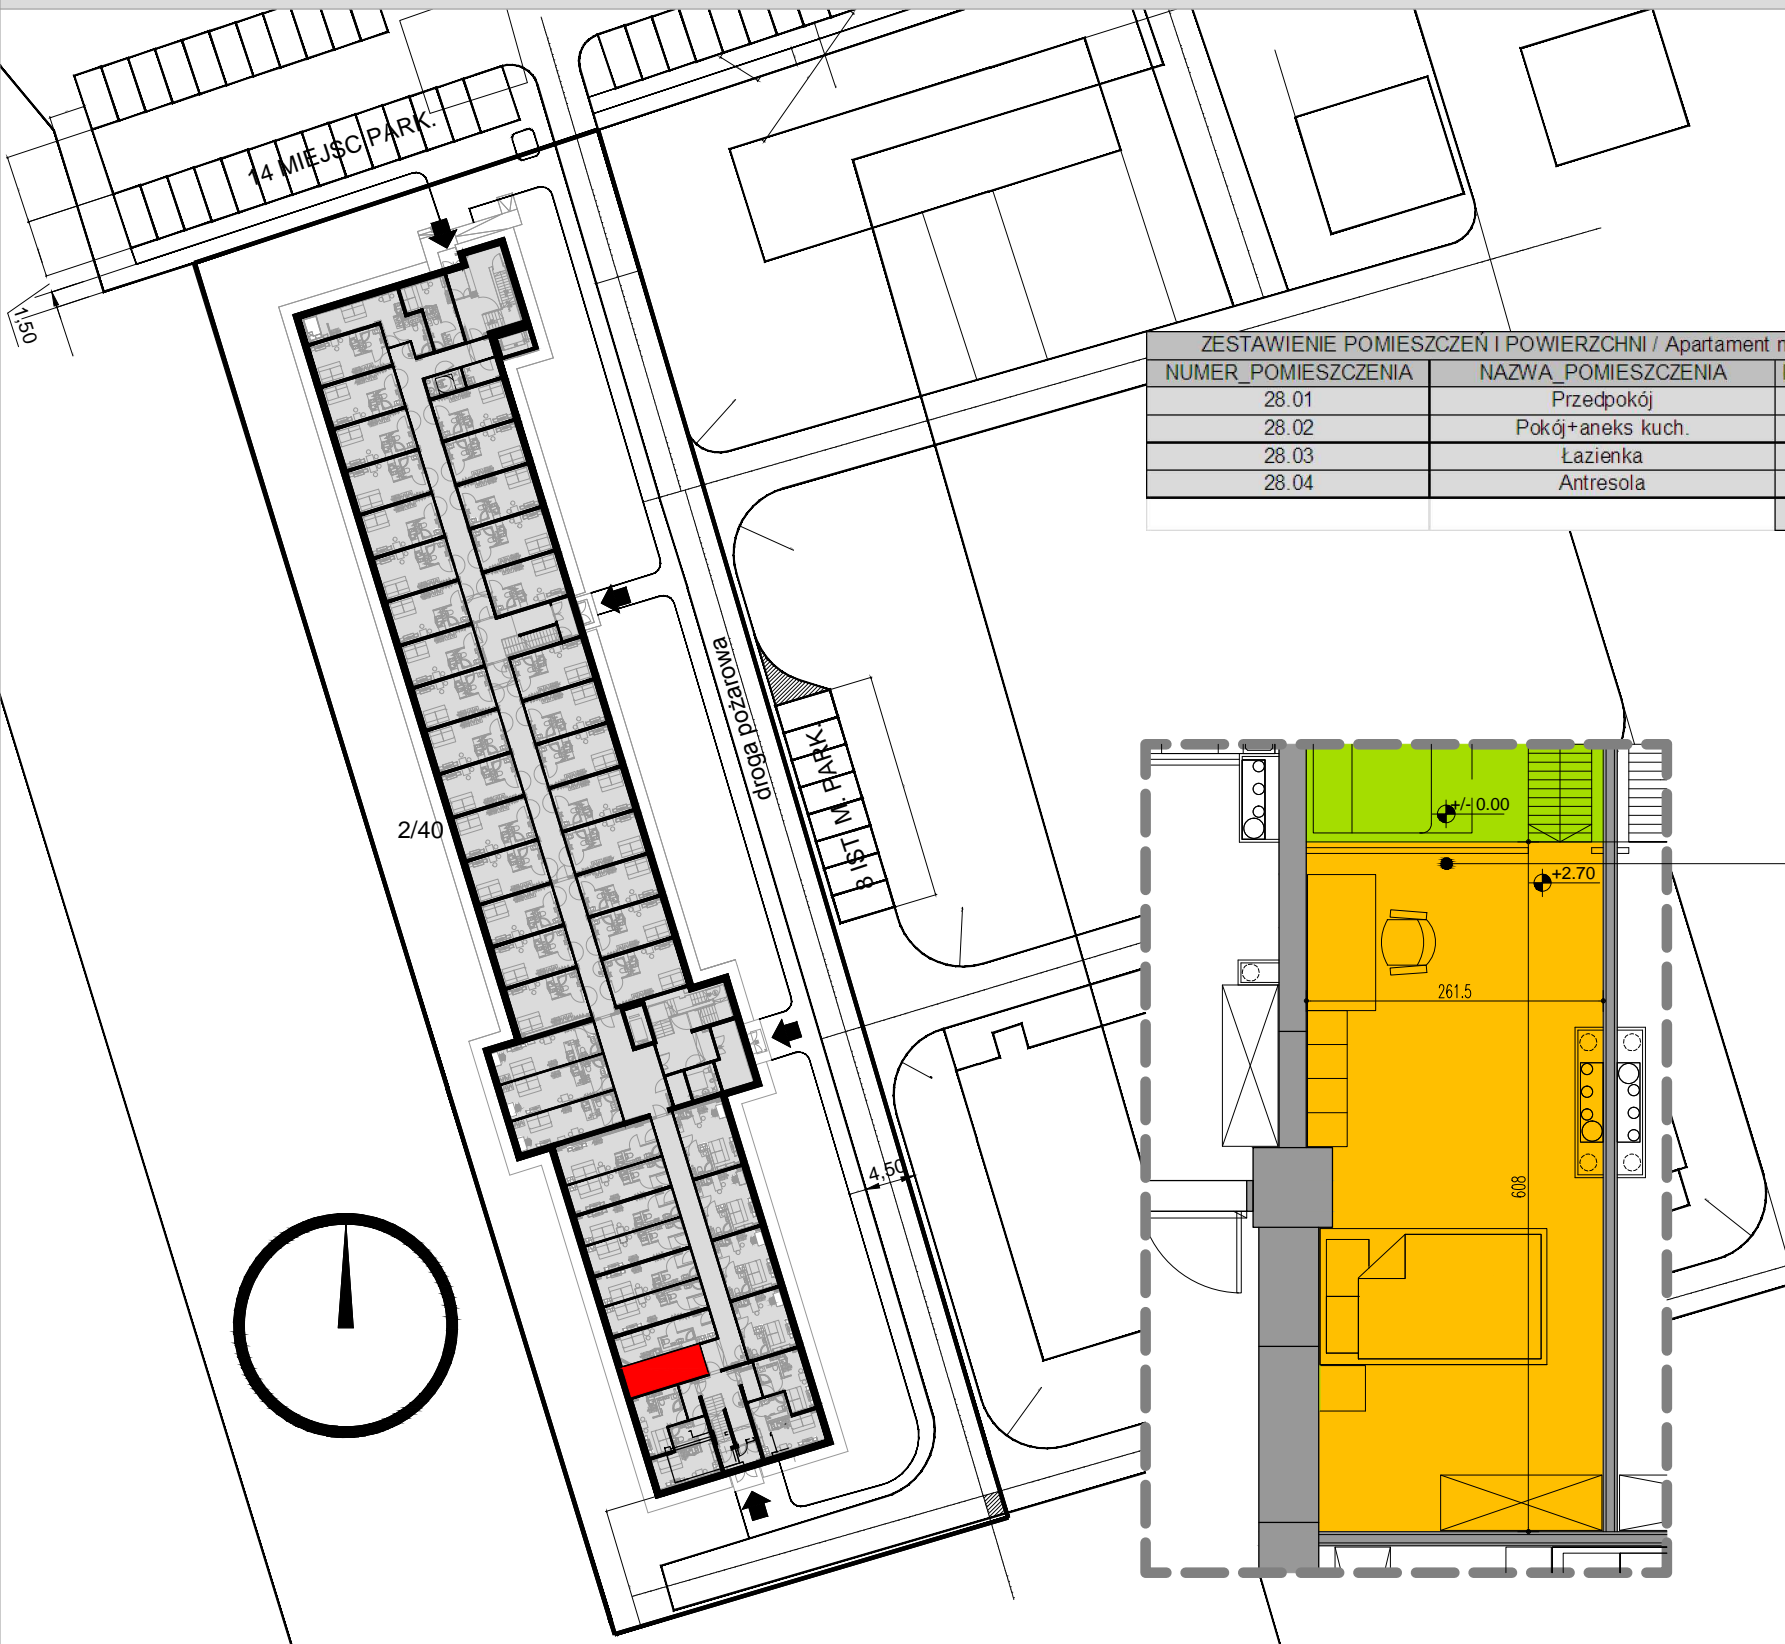 14 MIEJSC PARK.
1,50
ZESTAWIENIE POMIESZCZEŃ I POWIERZCHNI / Apartament
NUMER_POMIESZCZENIA NAZWA_POMIESZCZENIA
28.01 Przedpokój
28.02 Pokój+aneks kuch.
28.03 Łazienka
28.04 Antresola
droga pożarowa
8 IST M. PARK.
2/40
+/- 0.00
+2.70
261.5
608
4,50